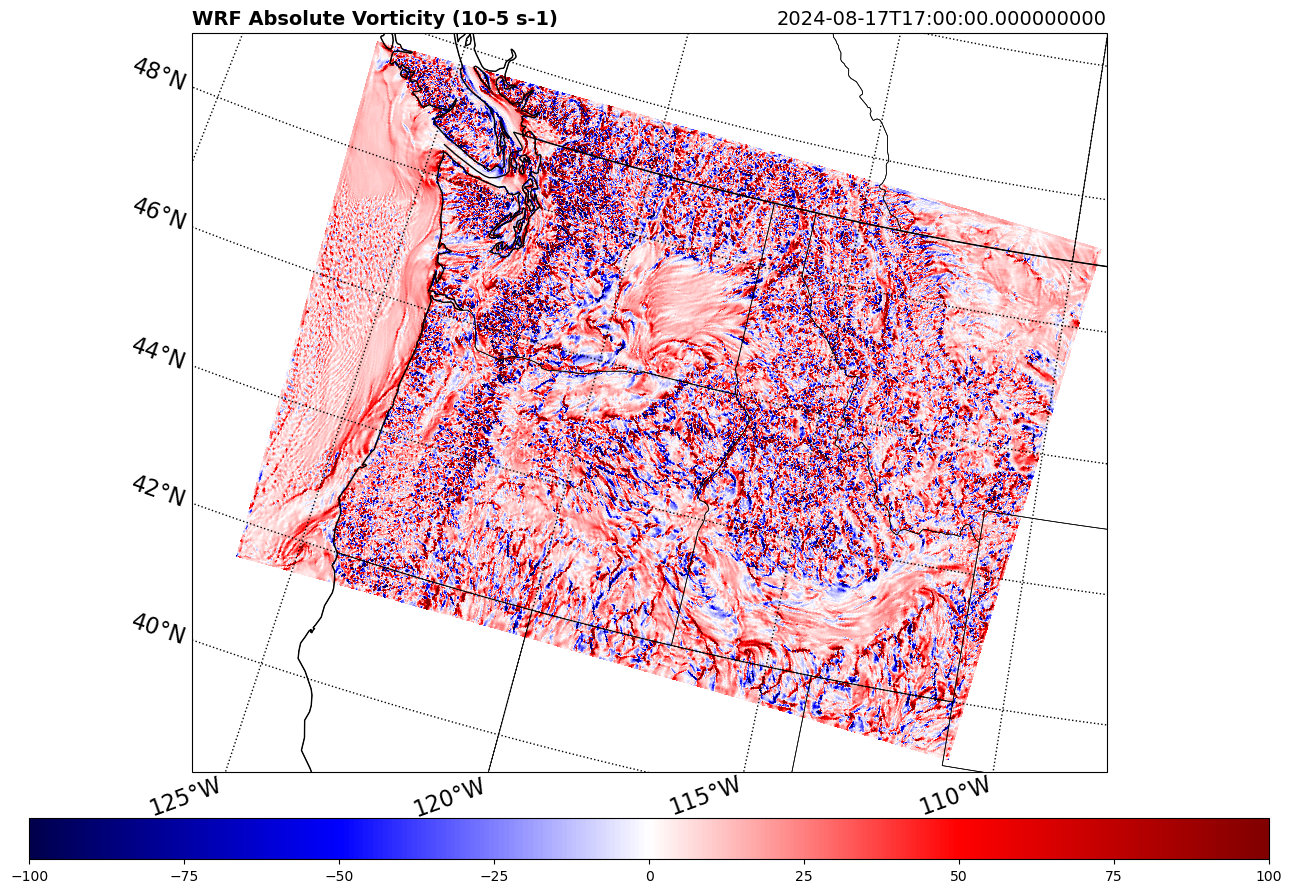 WRF Absolute Vorticity (10-5 s-1)
2024-08-17T17:00:00.000000000
48°N
46°N
44°N
42°N
40°N
125°W
120°W
115°W
110°W
−100
−75
−50
−25
0
25
50
75
100